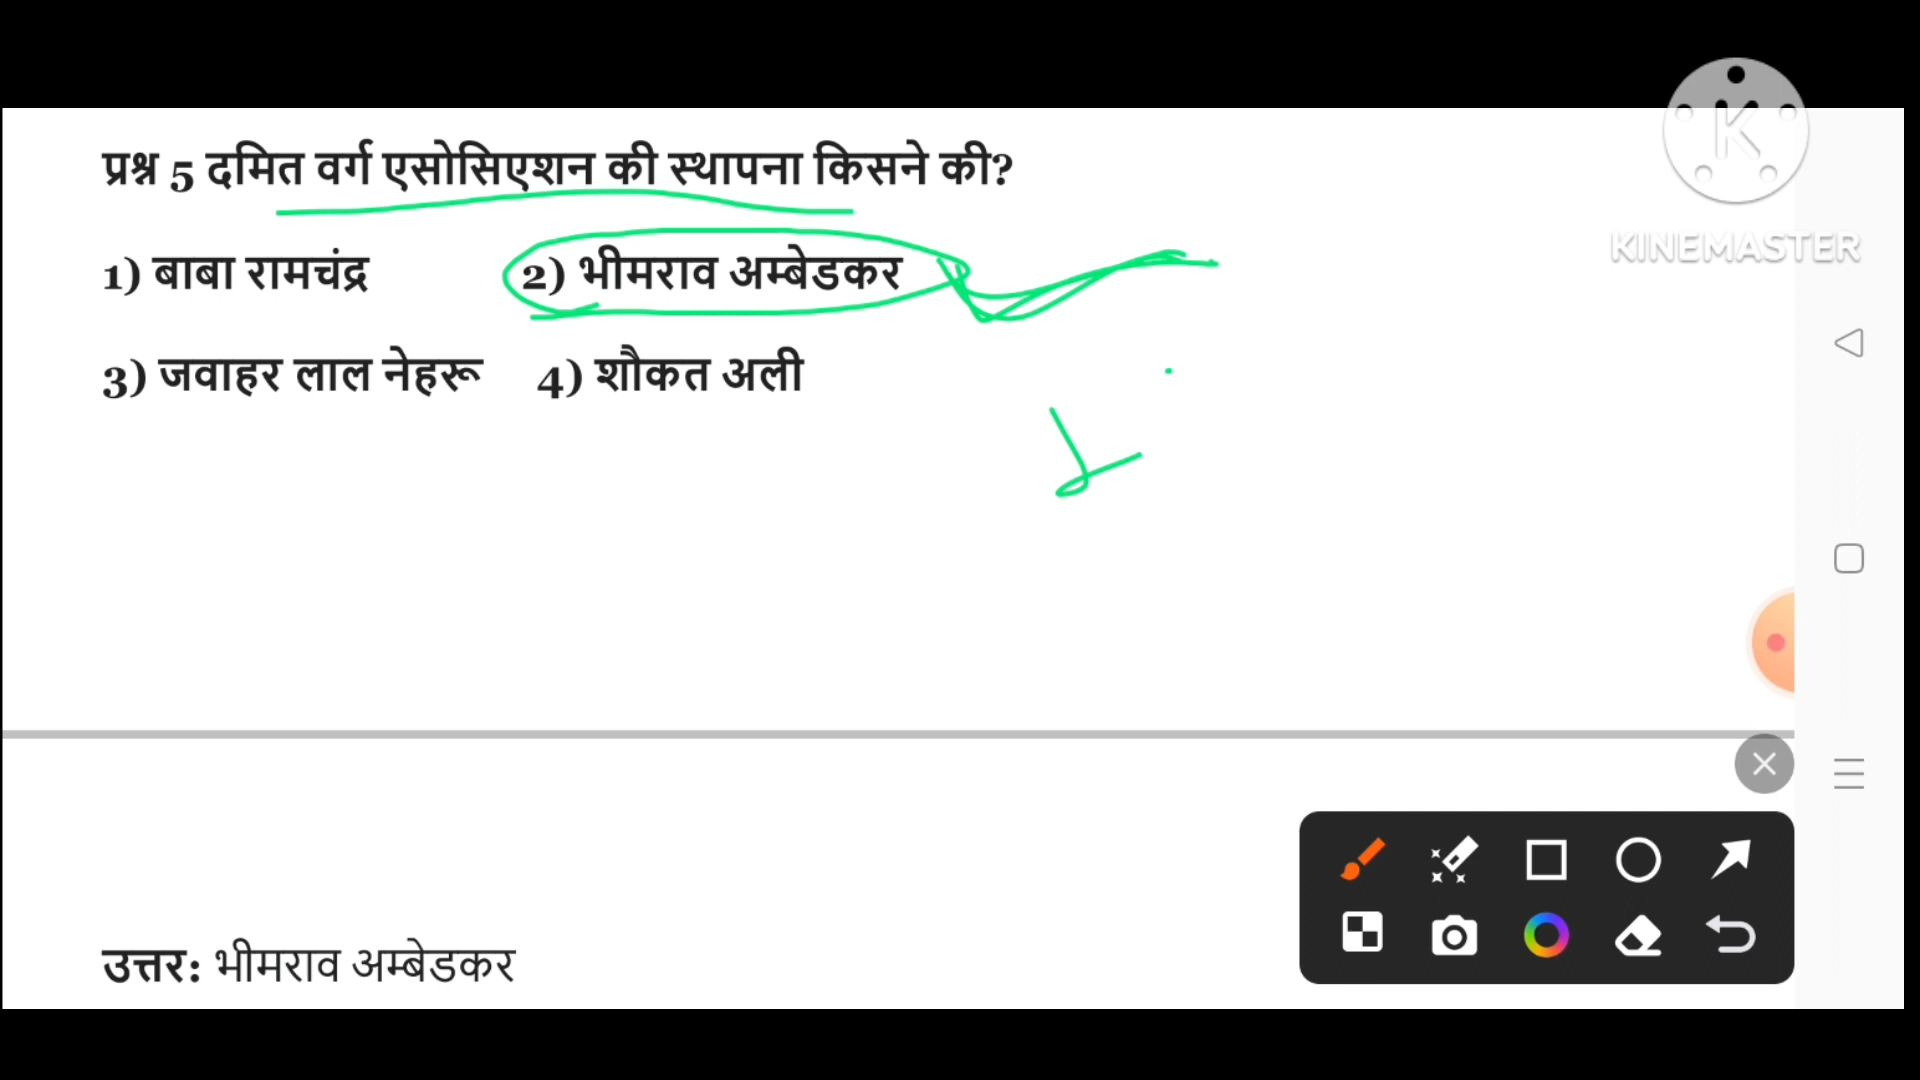 प्रश्न 5 दमित वर्ग एसोसिएशन की स्थापना किसने की?
1) बाबा रामचंद्र 2) भीमराव अम्बेडकर
3) जवाहर लाल नेहरू 4) शौकत अली
उत्तर: भीमराव अम्बेडकर
K
KINEMASTER